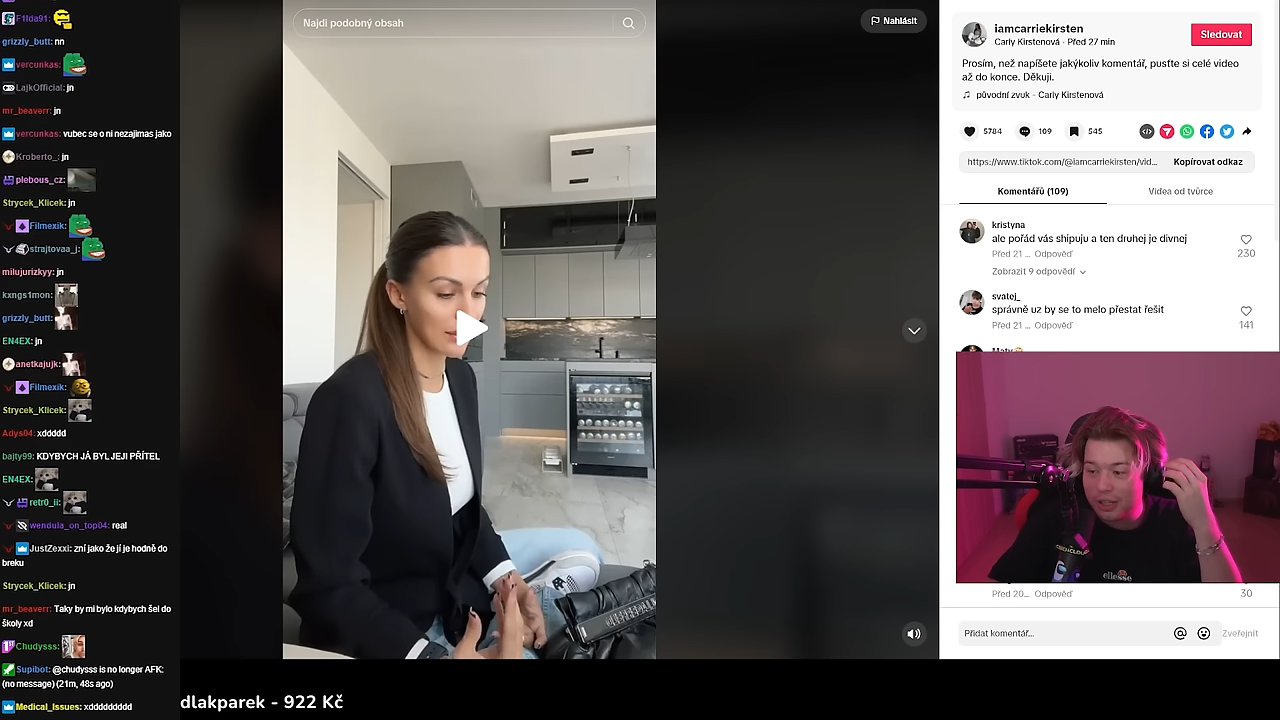 F1lda91:
grizzly_butt: nn
vercunkas:
LajkOfficial: jn
mr_beaverr: jn
vercunkas: vubec se o ni nezajimas jako
Kroberto_: jn
plebous_cz:
Strycek_Klicek: jn
Filmexik:
strajtovaa_j:
milujurizkyy: jn
kxngs1mon:
grizzly_butt:
EN4EX: jn
anetkajujk:
Filmexik:
Strycek_Klicek:
Adys04: xddddd
bajty99: KDYBYCH JÁ BYL JEJI PŘÍTEL
EN4EX:
retr0_ii:
wendula_on_top04: real
JustZexxi: zní jako že jí je hodně do
breku
Strycek_Klicek: jn
mr_beaverr: Taky by mi bylo kdybych šel do
školy xd
Chudysss:
Supibot: @chudysss is no longer AFK:
(no message) (21m, 48s ago)
Medical_Issues: xddddddddd
Najdi podobný obsah
Nahlásit
dlakparek - 922 Kč
iamcarriekirsten
Carly Kirstenová · Před 27 min
Sledovat
Prosím, než napíšete jakýkoliv komentář, pusťte si celé video
až do konce. Děkuji.
původní zvuk - Carly Kirstenová
5784
109
545
https://www.tiktok.com/@iamcarriekirsten/vid...
Kopírovat odkaz
Komentářů (109)
Videa od tvůrce
kristyna
ale pořád vás shipuju a ten druhej je divnej
230
Před 21 ... Odpověď
Zobrazit 9 odpovědí
svatej_
správně uz by se to melo přestat řešit
141
Před 21 ... Odpověď
ellesse
Před 20... Odpověď
30
Přidat komentář...
Zveřejnit